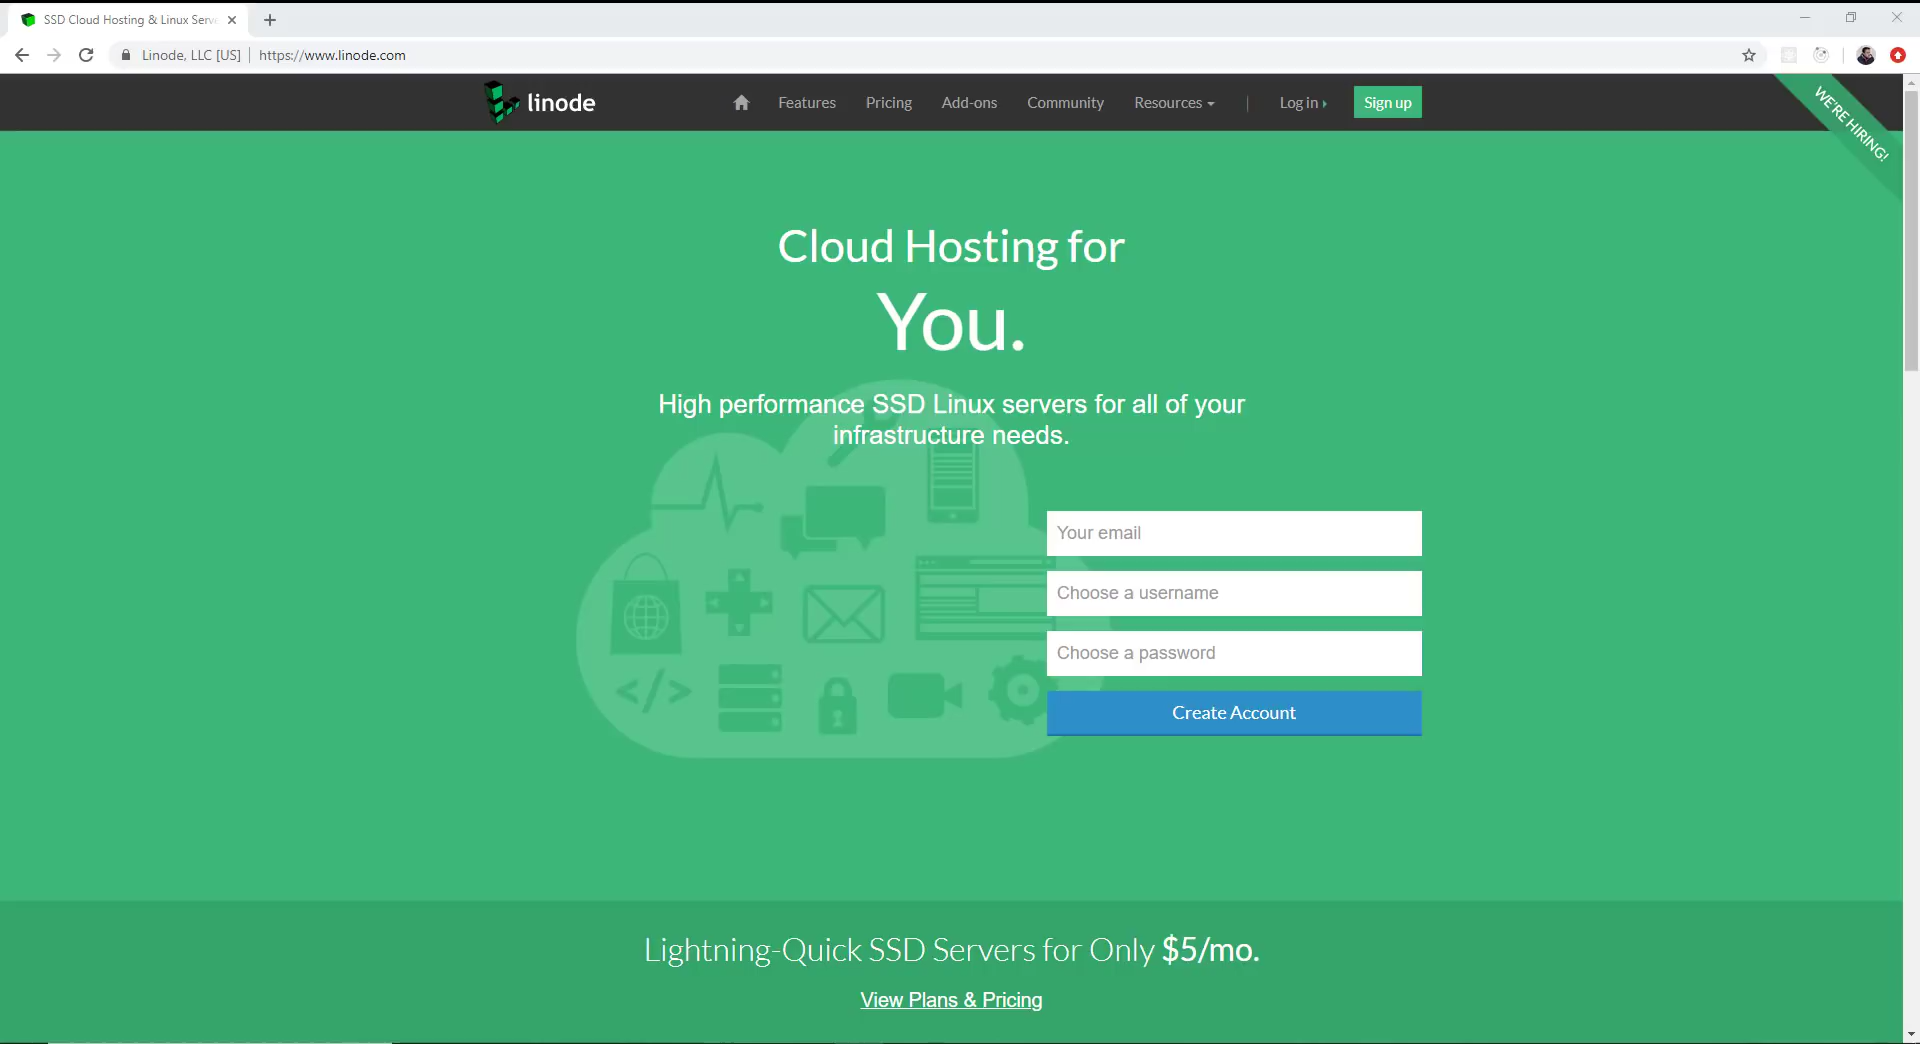 SSD Cloud Hosting & Linux Serv
Linode, LLC [US] https://www.linode.com
linode
Features Pricing Add-ons Community Resources Log in Sign up
WE'RE HIRING!
Cloud Hosting for
You.
High performance SSD Linux servers for all of your
infrastructure needs.
Your email
Choose a username
Choose a password
Create Account
Lightning-Quick SSD Servers for Only $5/mo.
View Plans & Pricing